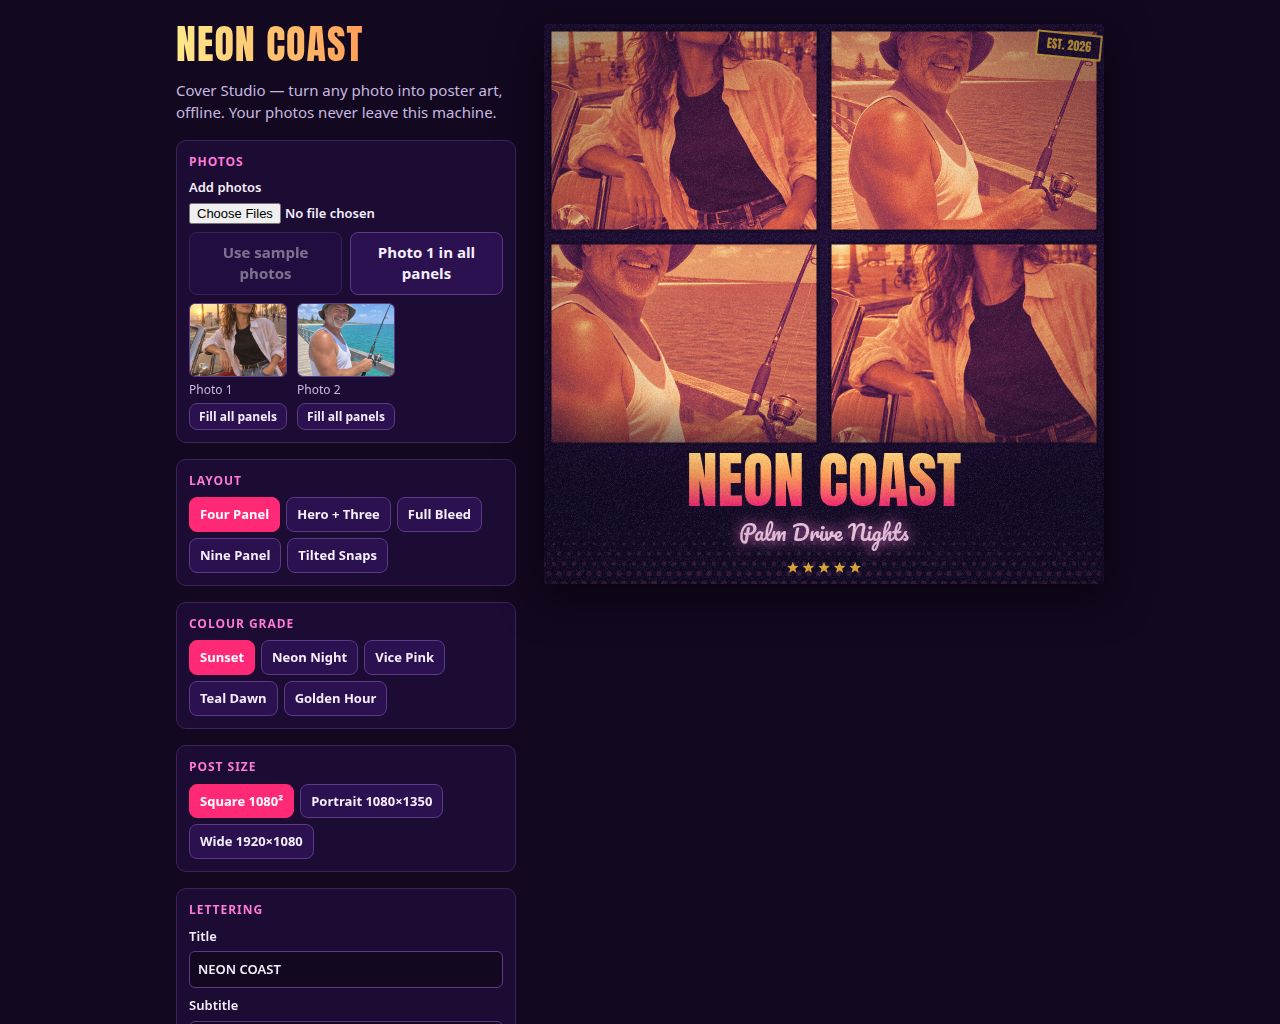 NEON COAST
Cover Studio — turn any photo into poster art,
offline. Your photos never leave this machine.
PHOTOS
Add photos
Choose Files No file chosen
Use sample
photos
Photo 1 in all
panels
Photo 1
Photo 2
Fill all panels
Fill all panels
LAYOUT
Four Panel
Hero + Three
Full Bleed
Nine Panel
Tilted Snaps
COLOUR GRADE
Sunset
Neon Night
Vice Pink
Teal Dawn
Golden Hour
POST SIZE
Square 1080²
Portrait 1080×1350
Wide 1920×1080
LETTERING
Title
NEON COAST
Subtitle
EST. 2026
NEON COAST
Palm Drive Nights
★★★★★